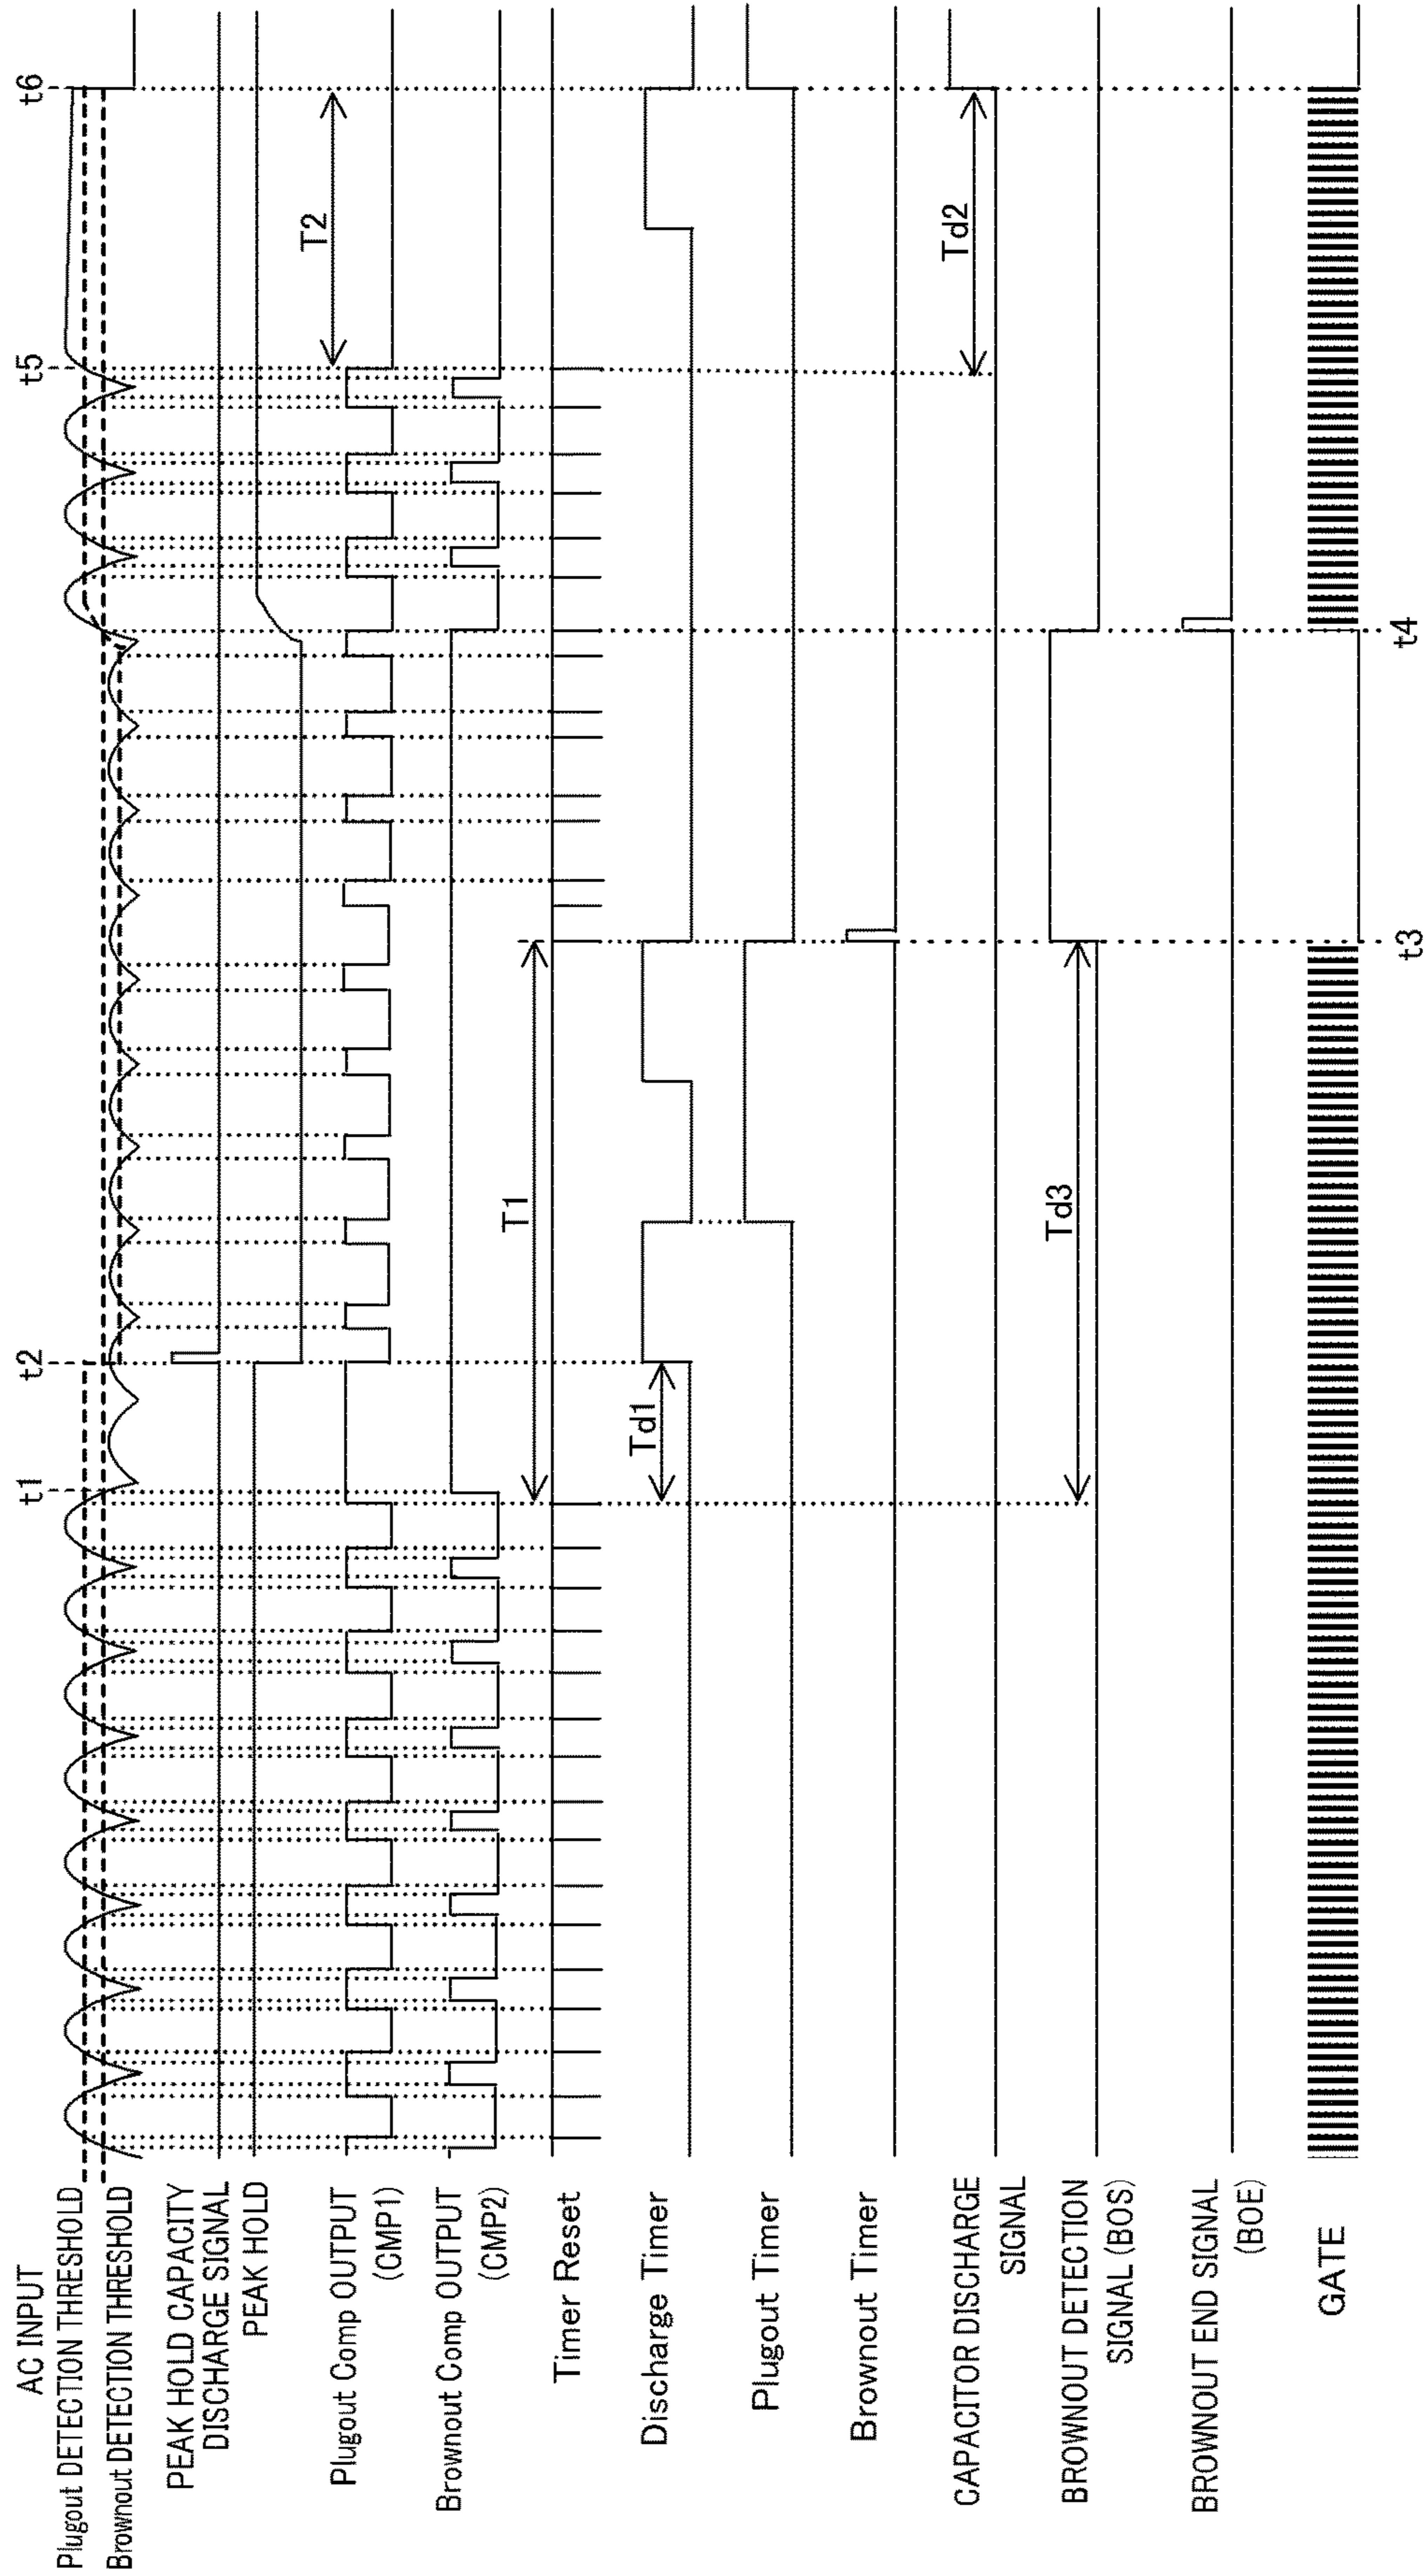 AC INPUT
Plugout DETECTION THRESHOLD
Brownout DETECTION THRESHOLD
PEAK HOLD CAPACITY
DISCHARGE SIGNAL
PEAK HOLD
Plugout Comp OUTPUT
(CMP1)
Brownout Comp OUTPUT
(CMP2)
Timer Reset
Discharge Timer
Plugout Timer
Brownout Timer
CAPACITOR DISCHARGE
SIGNAL
BROWNOUT DETECTION
SIGNAL (BOS)
BROWNOUT END SIGNAL
(BOE)
GATE
t1
t2
t5
t6
T2
T1
Td1
Td2
Td3
t3
t4